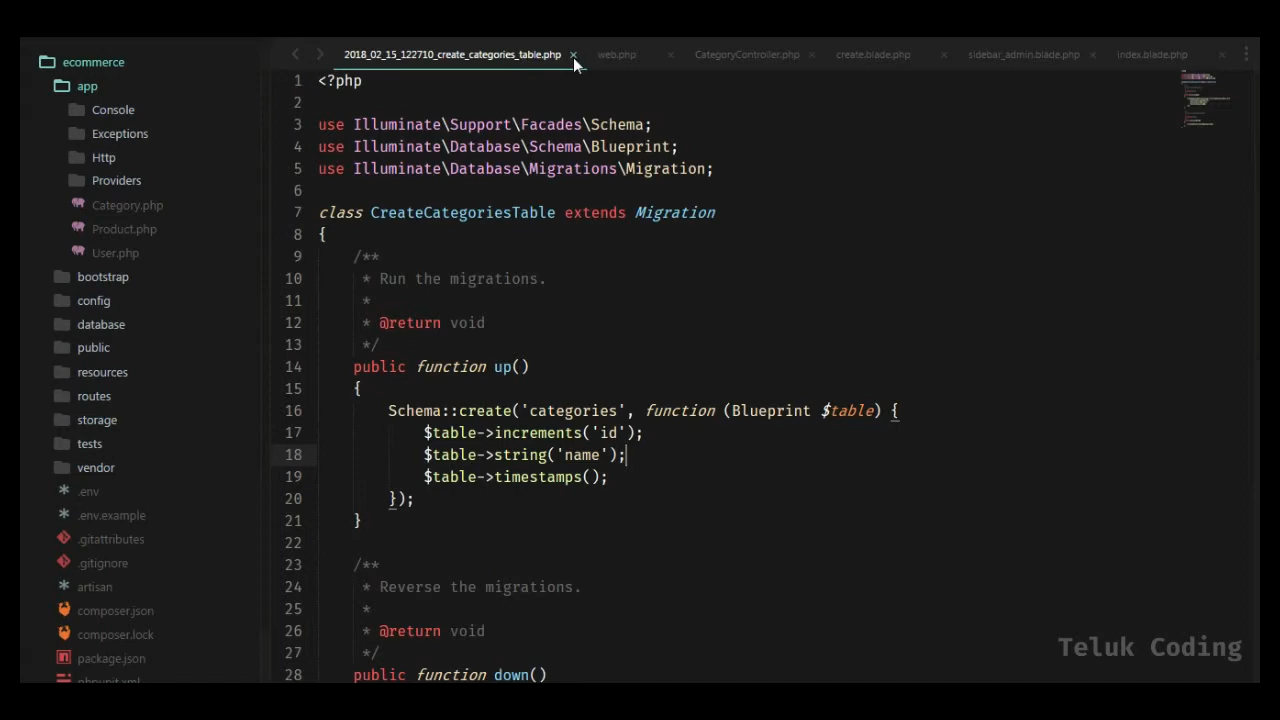 ecommerce
app
Console
Exceptions
Http
Providers
Category.php
Product.php
User.php
bootstrap
config
database
public
resources
routes
storage
tests
vendor
.env
.env.example
.gitattributes
.gitignore
artisan
composer.json
composer.lock
package.json
phpunit.xml
2018_02_15_122710_create_categories_table.php × web.php × CategoryController.php × create.blade.php × sidebar_admin.blade.php × index.blade.php ×
1 <?php
2
3 use Illuminate\Support\Facades\Schema;
4 use Illuminate\Database\Schema\Blueprint;
5 use Illuminate\Database\Migrations\Migration;
6
7 class CreateCategoriesTable extends Migration
8 {
9 /**
10 * Run the migrations.
11 *
12 * @return void
13 */
14 public function up()
15 {
16 Schema::create('categories', function (Blueprint $table) {
17 $table->increments('id');
18 $table->string('name');
19 $table->timestamps();
20 });
21 }
22
23 /**
24 * Reverse the migrations.
25 *
26 * @return void
27 */
28 public function down()
Teluk Coding